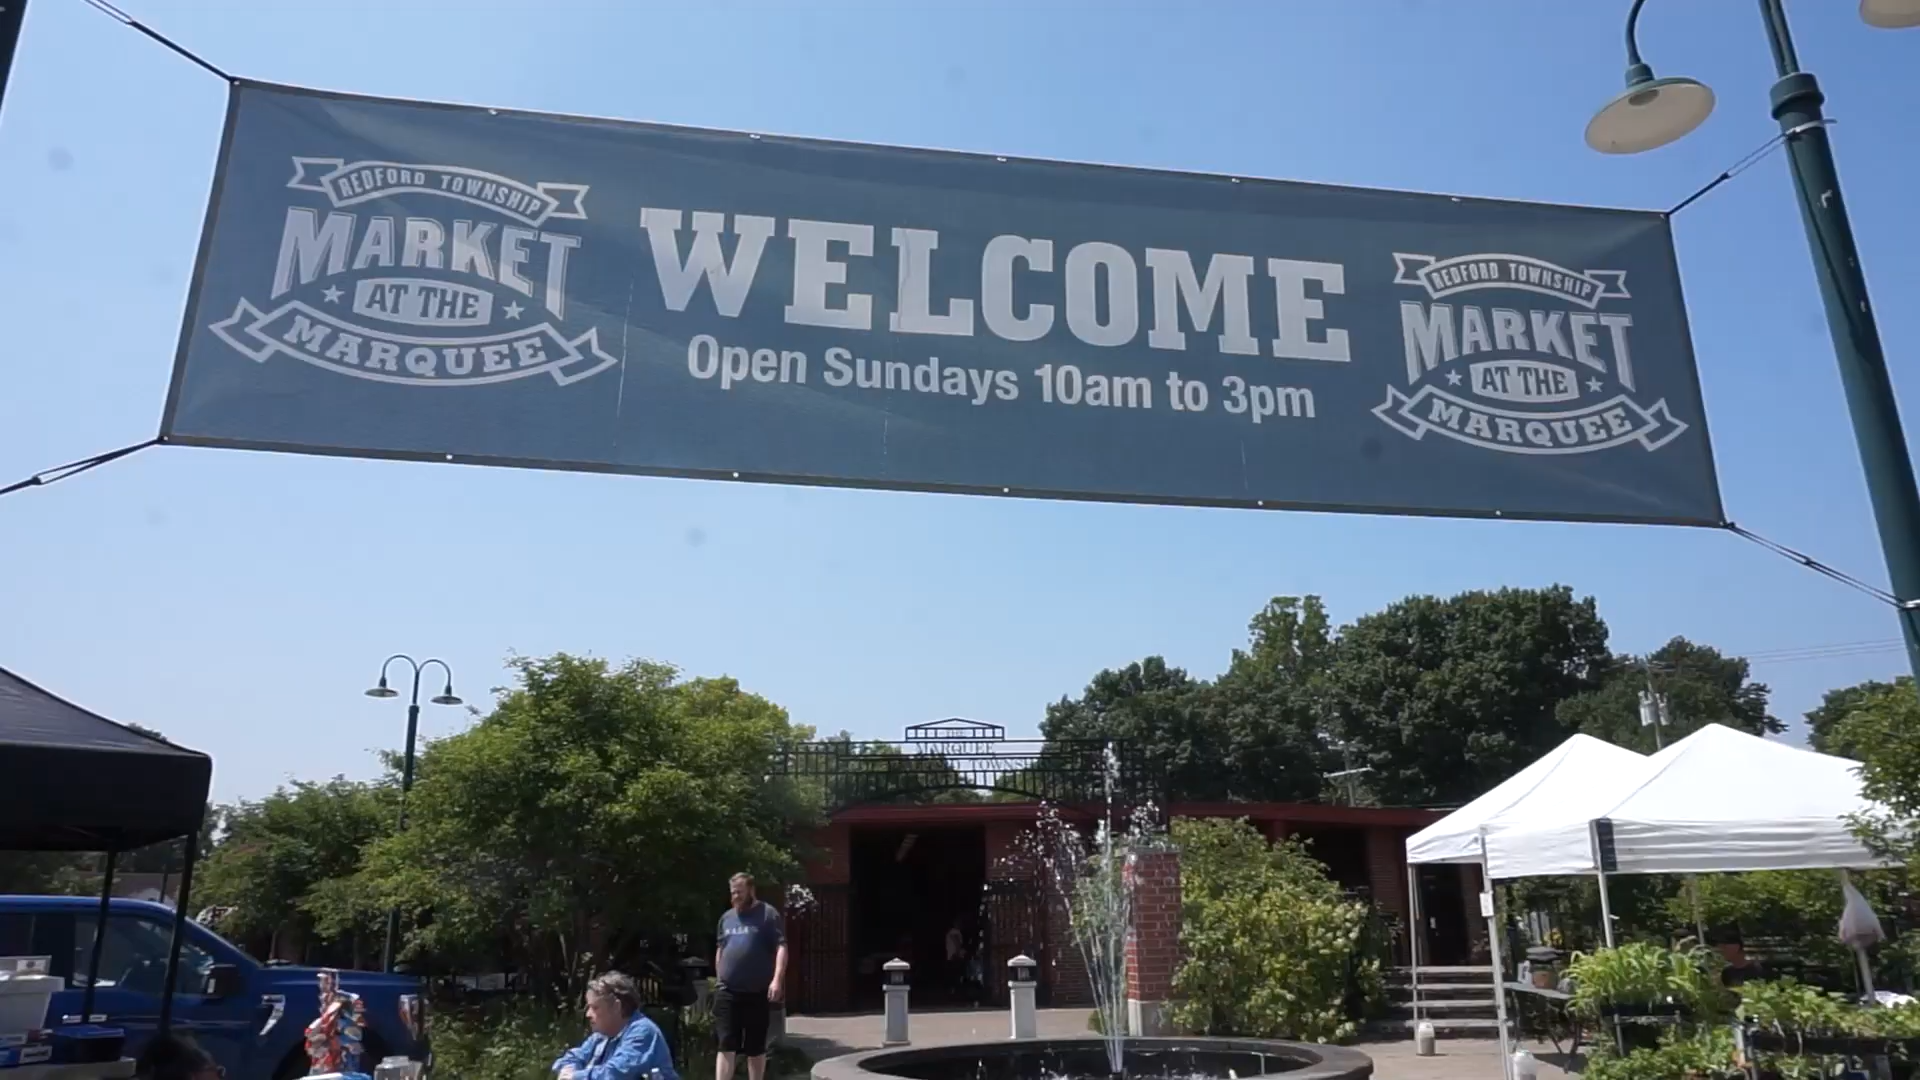 REDFORD TOWNSHIP
MARKET
AT THE
MARQUEE
WELCOME
Open Sundays 10am to 3pm
REDFORD TOWNSHIP
MARKET
AT THE
MARQUEE
THE
MARQUEE